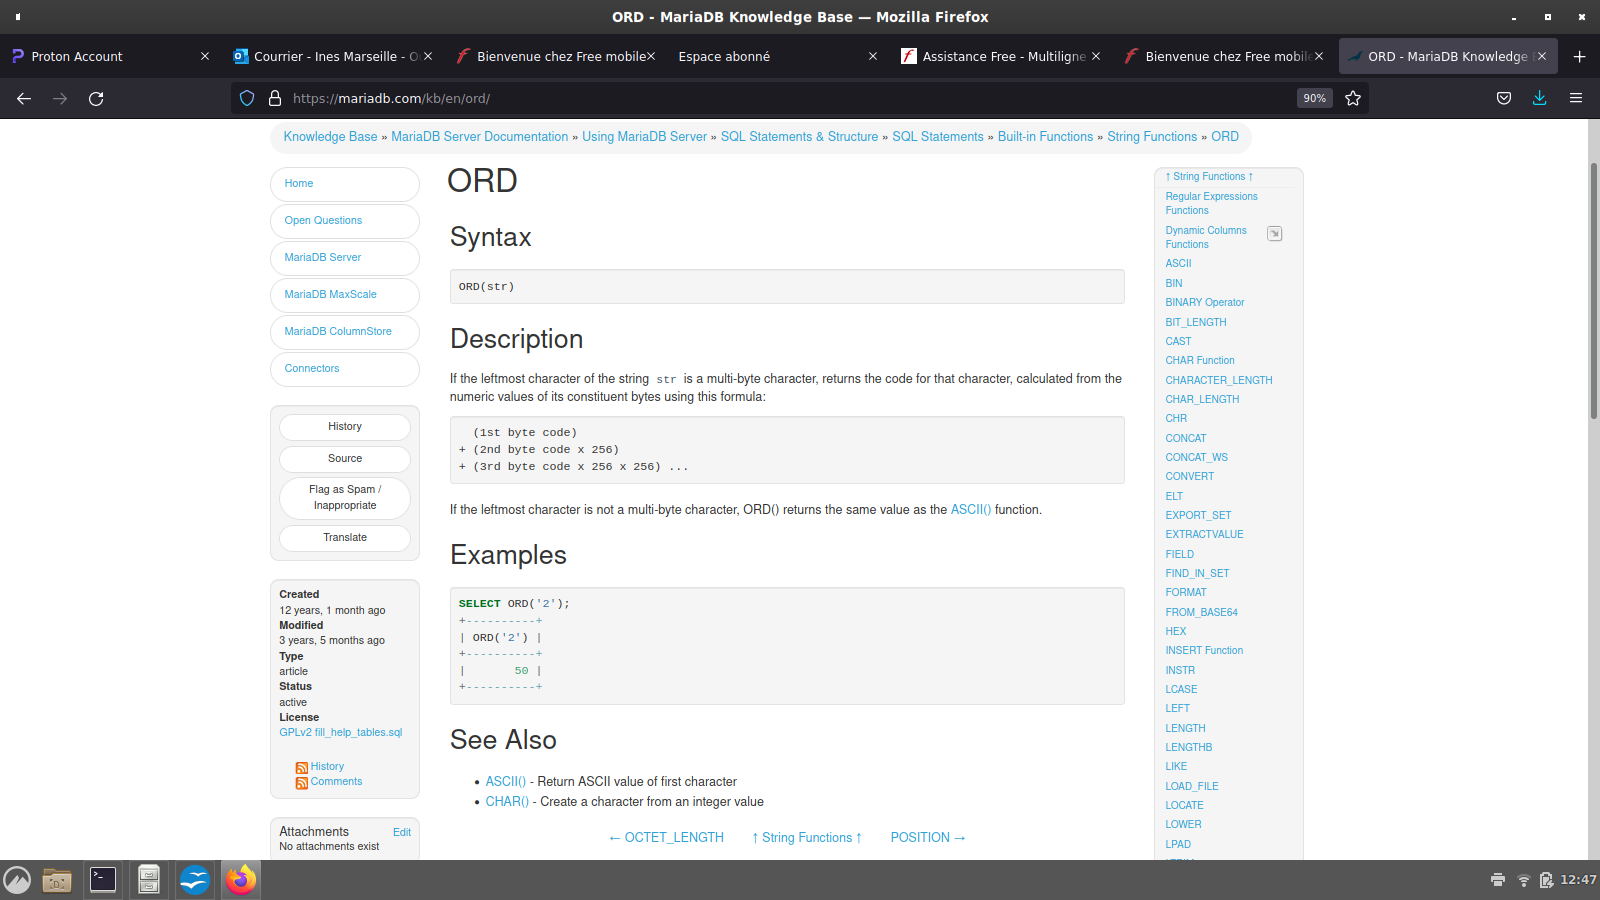 ORD - MariaDB Knowledge Base — Mozilla Firefox
Proton Account
Courrier - Ines Marseille - O
Bienvenue chez Free mobile
Espace abonné
Assistance Free - Multiligne
Bienvenue chez Free mobile
ORD - MariaDB Knowledge
https://mariadb.com/kb/en/ord/
90%
Knowledge Base » MariaDB Server Documentation » Using MariaDB Server » SQL Statements & Structure » SQL Statements » Built-in Functions » String Functions » ORD
Home
Open Questions
MariaDB Server
MariaDB MaxScale
MariaDB ColumnStore
Connectors
History
Source
Flag as Spam /
Inappropriate
Translate
Created
12 years, 1 month ago
Modified
3 years, 5 months ago
Type
article
Status
active
License
GPLv2 fill_help_tables.sql
History
Comments
Attachments Edit
No attachments exist
ORD
Syntax
ORD(str)
Description
If the leftmost character of the string str is a multi-byte character, returns the code for that character, calculated from the
numeric values of its constituent bytes using this formula:
(1st byte code)
+ (2nd byte code x 256)
+ (3rd byte code x 256 x 256) ...
If the leftmost character is not a multi-byte character, ORD() returns the same value as the ASCII() function.
Examples
SELECT ORD('2');
+----------+
| ORD('2') |
+----------+
|       50 |
+----------+
See Also
• ASCII() - Return ASCII value of first character
• CHAR() - Create a character from an integer value
← OCTET_LENGTH ↑ String Functions ↑ POSITION →
↑ String Functions ↑
Regular Expressions
Functions
Dynamic Columns
Functions
ASCII
BIN
BINARY Operator
BIT_LENGTH
CAST
CHAR Function
CHARACTER_LENGTH
CHAR_LENGTH
CHR
CONCAT
CONCAT_WS
CONVERT
ELT
EXPORT_SET
EXTRACTVALUE
FIELD
FIND_IN_SET
FORMAT
FROM_BASE64
HEX
INSERT Function
INSTR
LCASE
LEFT
LENGTH
LENGTHB
LIKE
LOAD_FILE
LOCATE
LOWER
LPAD
12:47